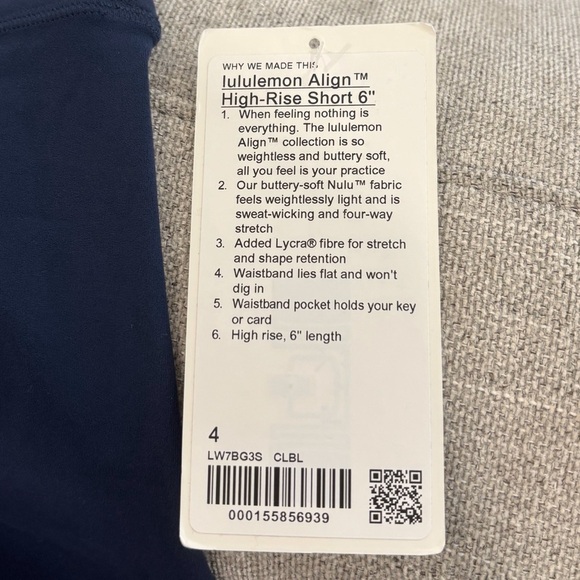 WHY WE MADE THIS
lululemon Align™
High-Rise Short 6"
1. When feeling nothing is
everything. The lululemon
Align™ collection is so
weightless and buttery soft,
all you feel is your practice
2. Our buttery-soft Nulu™ fabric
feels weightlessly light and is
sweat-wicking and four-way
stretch
3. Added Lycra® fibre for stretch
and shape retention
4. Waistband lies flat and won't
dig in
5. Waistband pocket holds your key
or card
6. High rise, 6" length
4
LW7BG3S CLBL
000155856939